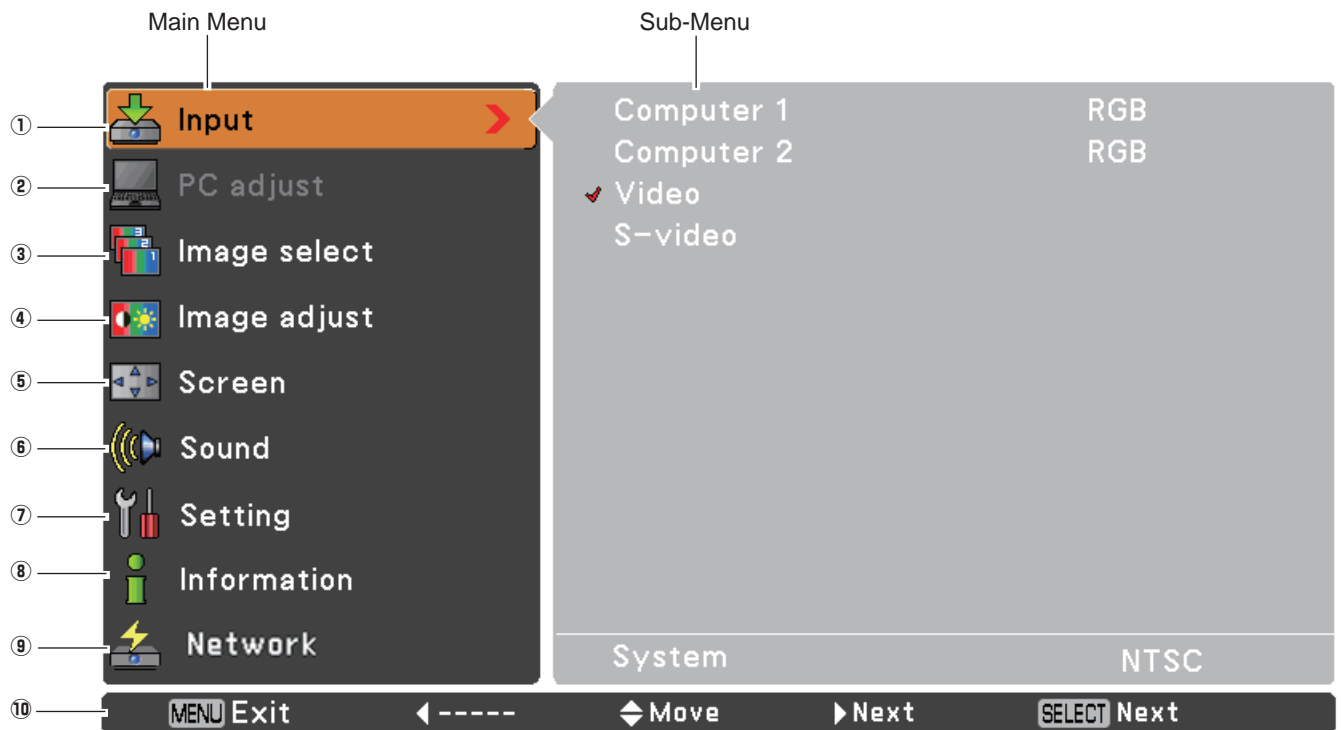 Main Menu Sub-Menu
① Input Computer 1 RGB
Computer 2 RGB
② PC adjust Video
S-video
③ Image select
④ Image adjust
⑤ Screen
⑥ Sound
⑦ Setting
⑧ Information
⑨ Network System NTSC
⑩ MENU Exit ----- Move Next SELECT Next